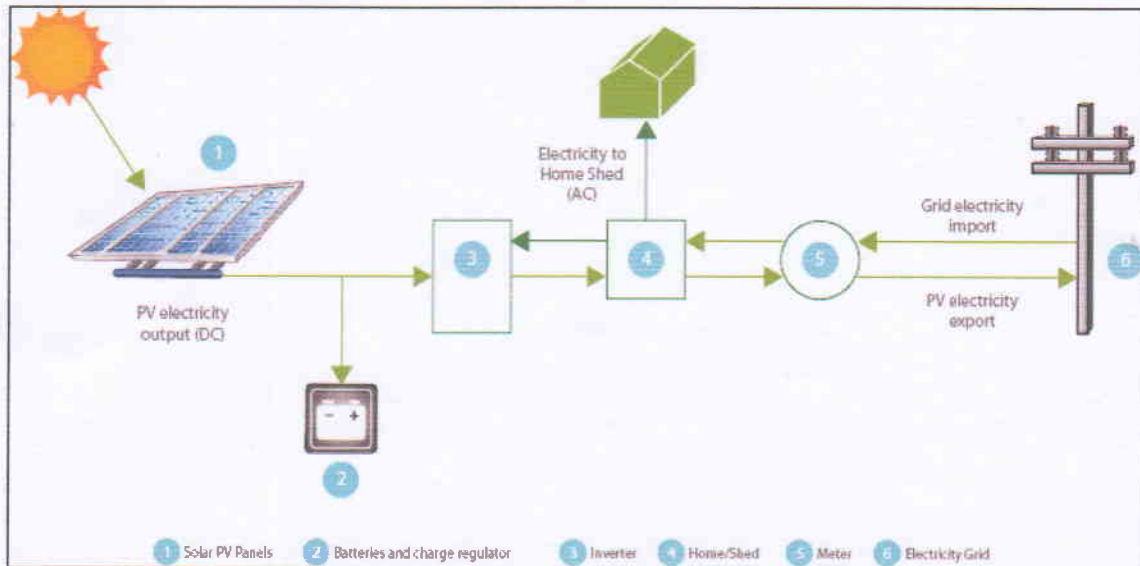 1
Electricity to
Home Shed
(AC)
Grid electricity
import
3
4
5
6
PV electricity
output (DC)
PV electricity
export
- +
2
1 Solar PV Panels 2 Batteries and charge regulator 3 Inverter 4 Home/Shed 5 Meter 6 Electricity Grid